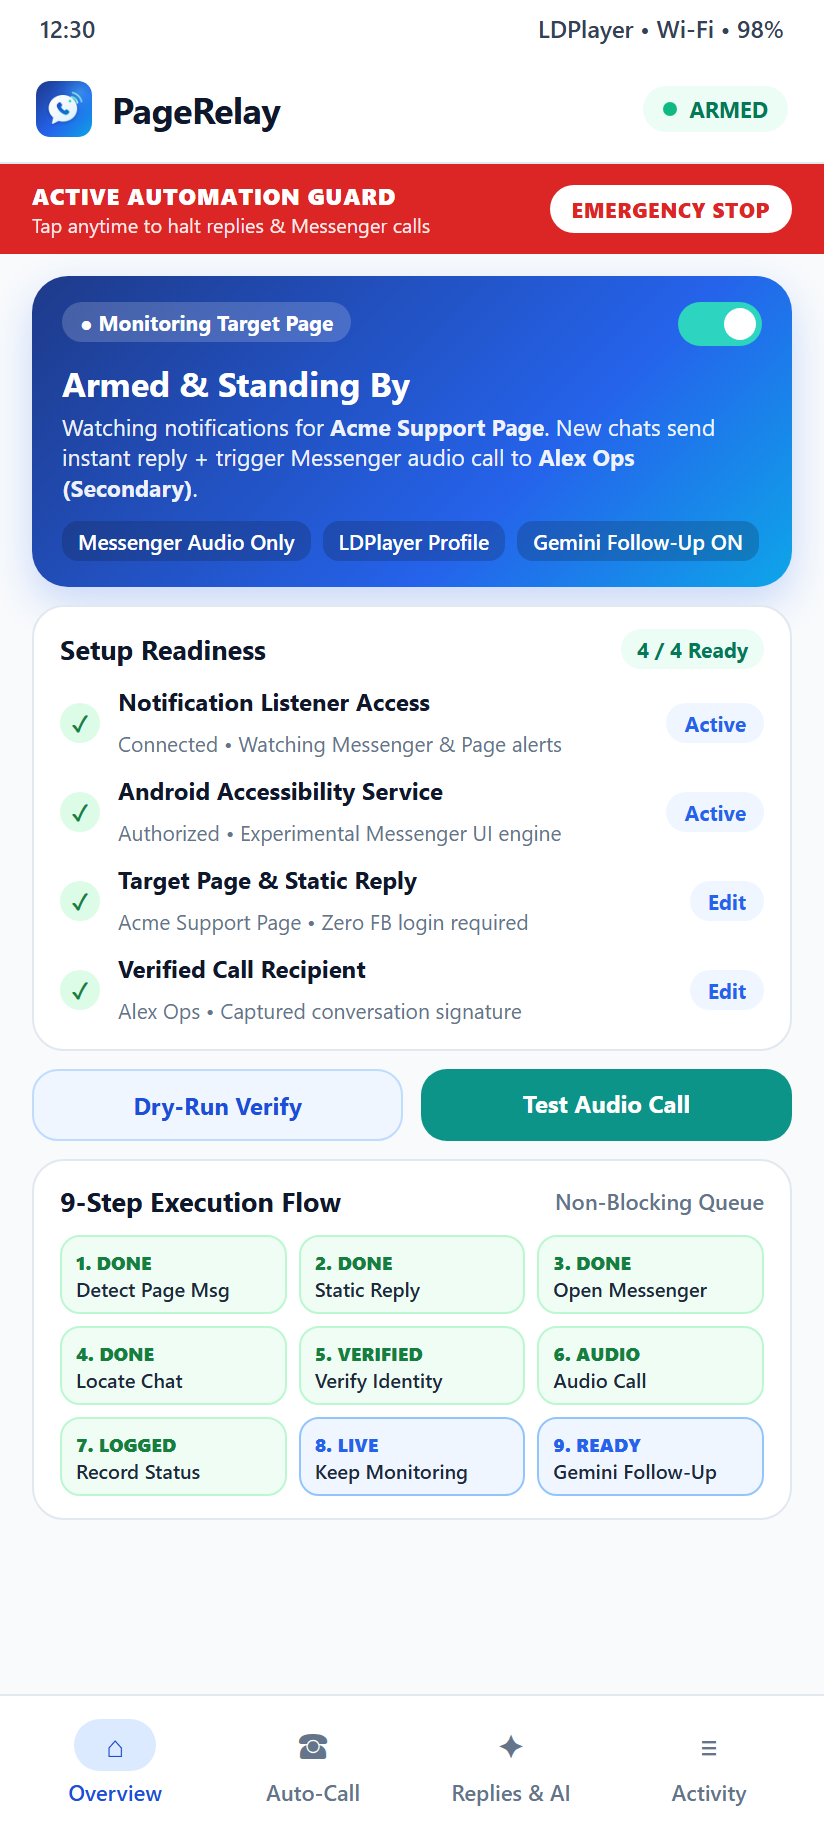 12:30
LDPlayer • Wi-Fi • 98%
PageRelay
ARMED
ACTIVE AUTOMATION GUARD
Tap anytime to halt replies & Messenger calls
EMERGENCY STOP
Monitoring Target Page
Armed & Standing By
Watching notifications for Acme Support Page. New chats send
instant reply + trigger Messenger audio call to Alex Ops
(Secondary).
Messenger Audio Only
LDPlayer Profile
Gemini Follow-Up ON
Setup Readiness
4 / 4 Ready
Notification Listener Access
Connected • Watching Messenger & Page alerts
Active
Android Accessibility Service
Authorized • Experimental Messenger UI engine
Active
Target Page & Static Reply
Acme Support Page • Zero FB login required
Edit
Verified Call Recipient
Alex Ops • Captured conversation signature
Edit
Dry-Run Verify
Test Audio Call
9-Step Execution Flow
Non-Blocking Queue
1. DONE
Detect Page Msg
2. DONE
Static Reply
3. DONE
Open Messenger
4. DONE
Locate Chat
5. VERIFIED
Verify Identity
6. AUDIO
Audio Call
7. LOGGED
Record Status
8. LIVE
Keep Monitoring
9. READY
Gemini Follow-Up
Overview
Auto-Call
Replies & AI
Activity